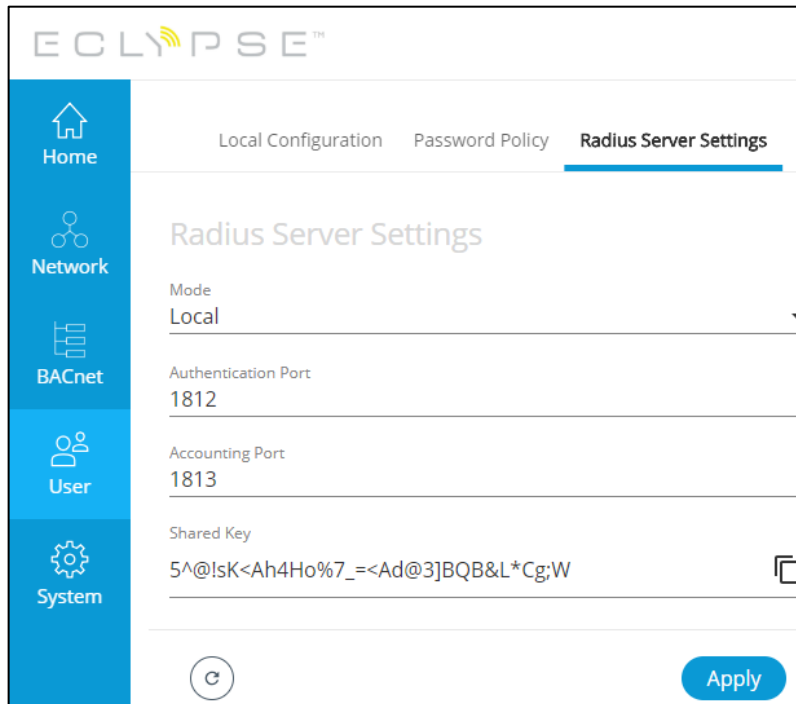 ECLYPSE™
Home
Network
BACnet
User
System
Local Configuration Password Policy Radius Server Settings
Radius Server Settings
Mode
Local
Authentication Port
1812
Accounting Port
1813
Shared Key
5^@!sK<Ah4Ho%7_=<Ad@3]BQB&L*Cg;W
Apply